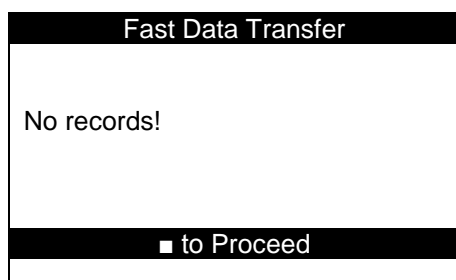 Fast Data Transfer
No records!
■ to Proceed